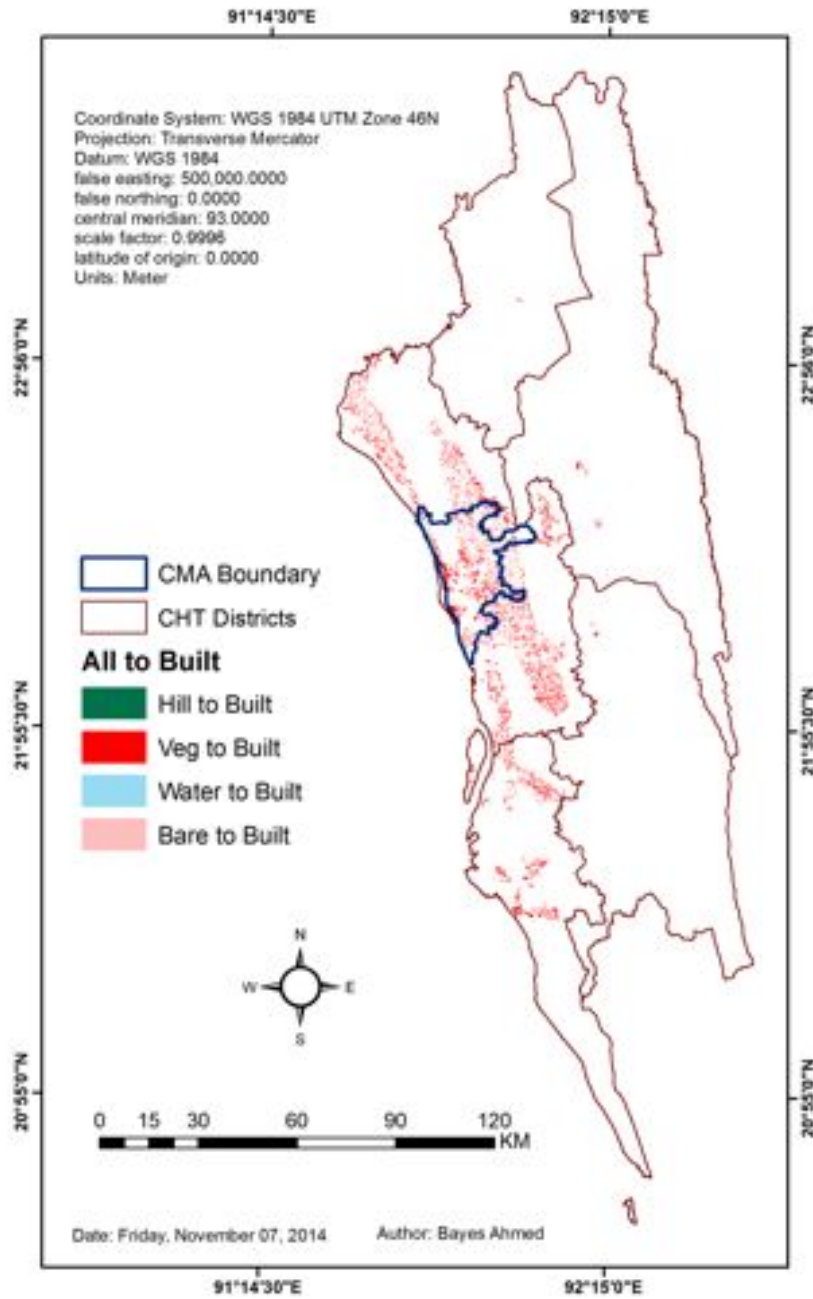 91°14'30"E 92°15'0"E
Coordinate System: WGS 1984 UTM Zone 46N
Projection: Transverse Mercator
Datum: WGS 1984
false easting: 500,000.0000
false northing: 0.0000
central meridian: 93.0000
scale factor: 0.9996
latitude of origin: 0.0000
Units: Meter
22°56'0"N 22°56'0"N
CMA Boundary
CHT Districts
All to Built
Hill to Built
21°55'30"N 21°55'30"N
Veg to Built
Water to Built
Bare to Built
N
W E
S
20°55'0"N 20°55'0"N
0 15 30 60 90 120
KM
Date: Friday, November 07, 2014 Author: Bayes Ahmed
91°14'30"E 92°15'0"E